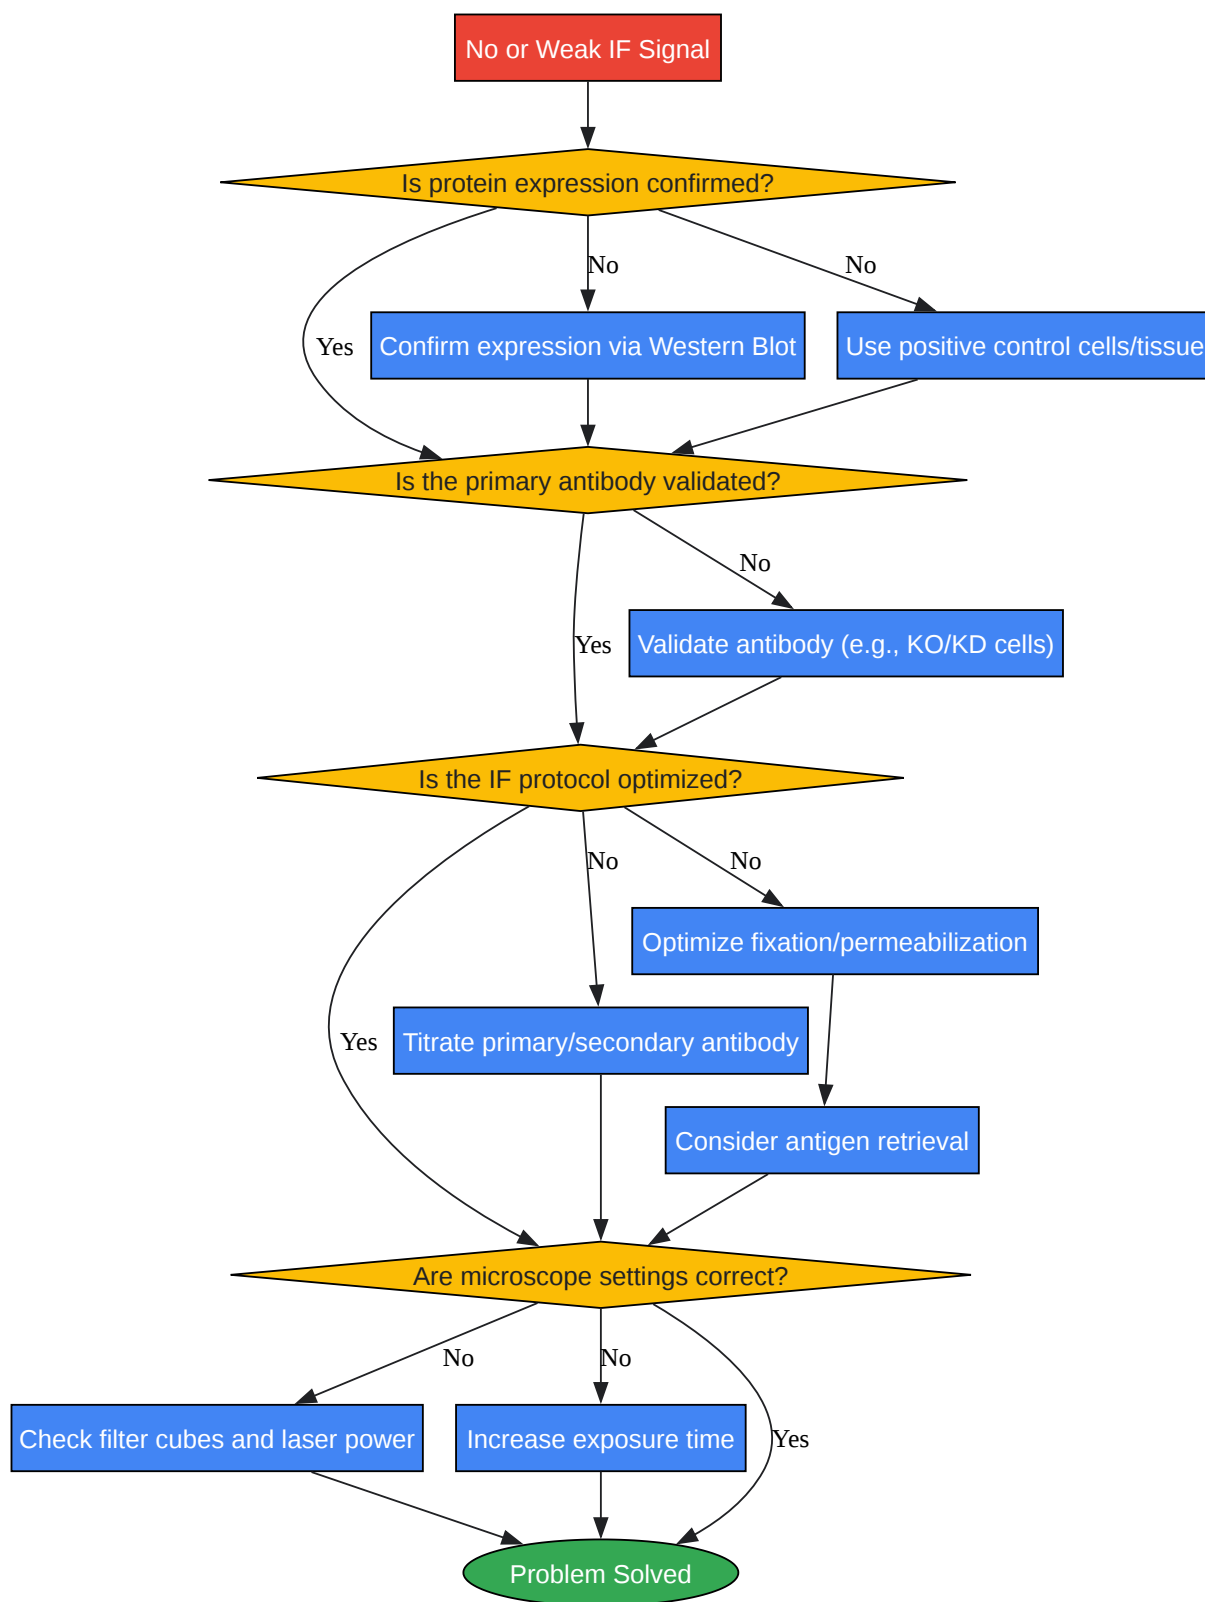 No or Weak IF Signal
Is protein expression confirmed?
No
No
Yes
Confirm expression via Western Blot
Use positive control cells/tissue
Is the primary antibody validated?
No
Yes
Validate antibody (e.g., KO/KD cells)
Is the IF protocol optimized?
No
No
Optimize fixation/permeabilization
Yes
Titrate primary/secondary antibody
Consider antigen retrieval
Are microscope settings correct?
No
No
Check filter cubes and laser power
Increase exposure time
Yes
Problem Solved